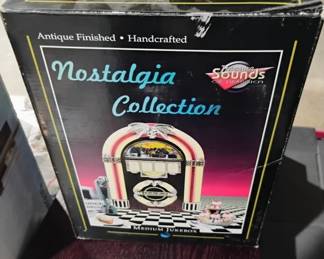 Antique Finished • Handcrafted
Nostalgia
Sounds
Collection
Medium Jukebox